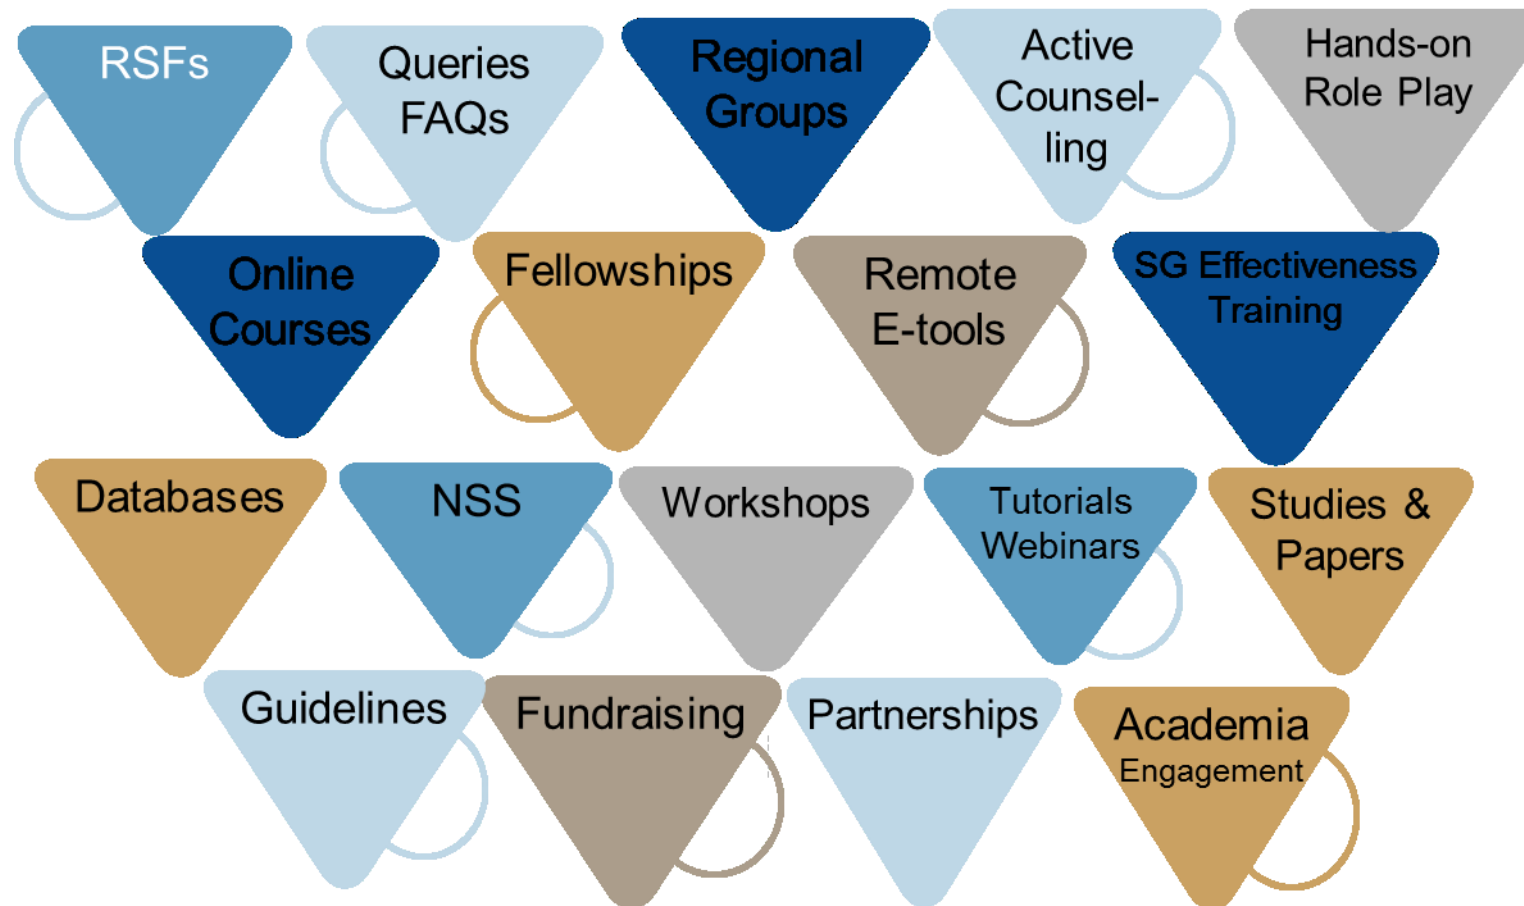 RSFs
Queries
FAQs
Regional
Groups
Active
Counsel-
ling
Hands-on
Role Play
Online
Courses
Fellowships
Remote
E-tools
SG Effectiveness
Training
Databases
NSS
Workshops
Tutorials
Webinars
Studies &
Papers
Guidelines
Fundraising
Partnerships
Academia
Engagement